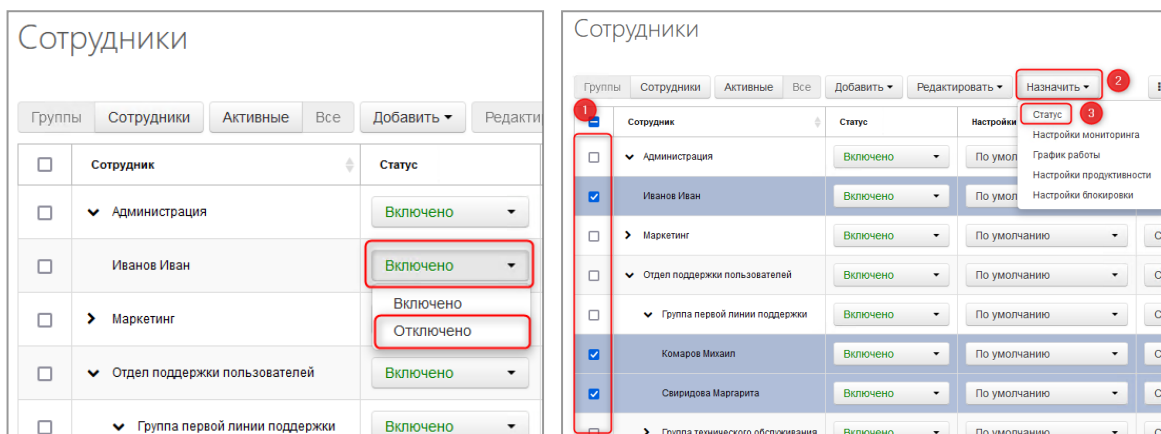 Сотрудники
Группы Сотрудники Активные Все Добавить Редакти
Сотрудник Статус
Администрация Включено
Иванов Иван Включено
Включено
Маркетинг Отключено
Отдел поддержки пользователей Включено
Группа первой линии поддержки Включено
Сотрудники
2
Группы Сотрудники Активные Все Добавить Редактировать Назначить
1
Сотрудник Статус Настройки
Статус 3
Настройки мониторинга
График работы
Настройки продуктивности
Настройки блокировки
Администрация Включено По умол
Иванов Иван Включено По умол
Маркетинг Включено По умолчанию С
Отдел поддержки пользователей Включено По умолчанию С
Группа первой линии поддержки Включено По умолчанию С
Комаров Михаил Включено По умолчанию С
Свиридова Маргарита Включено По умолчанию С
Группа технического обслуживания Включено По умолчанию С